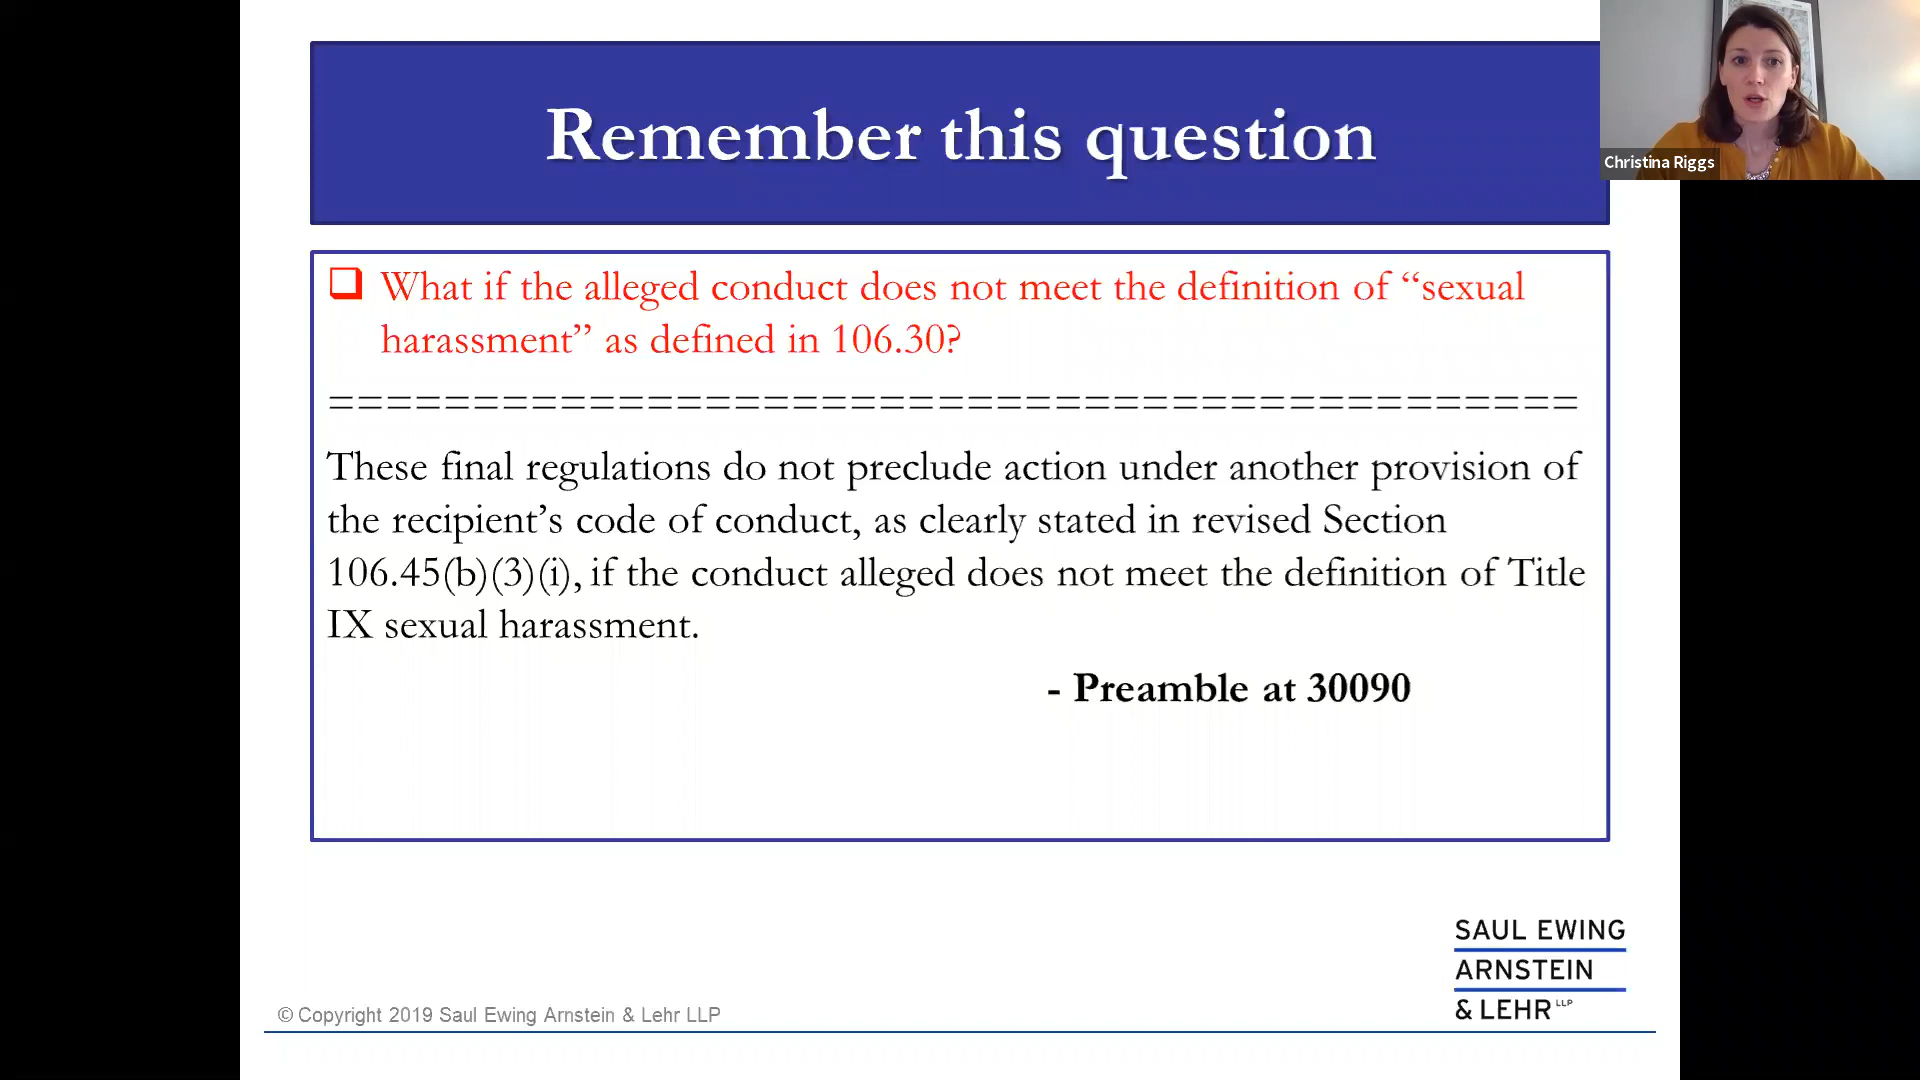 Remember this question
Christina Riggs
What if the alleged conduct does not meet the definition of “sexual
harassment” as defined in 106.30?
===========================================
These final regulations do not preclude action under another provision of
the recipient’s code of conduct, as clearly stated in revised Section
106.45(b)(3)(i), if the conduct alleged does not meet the definition of Title
IX sexual harassment.
- Preamble at 30090
SAUL EWING
ARNSTEIN
& LEHR LLP
© Copyright 2019 Saul Ewing Arnstein & Lehr LLP